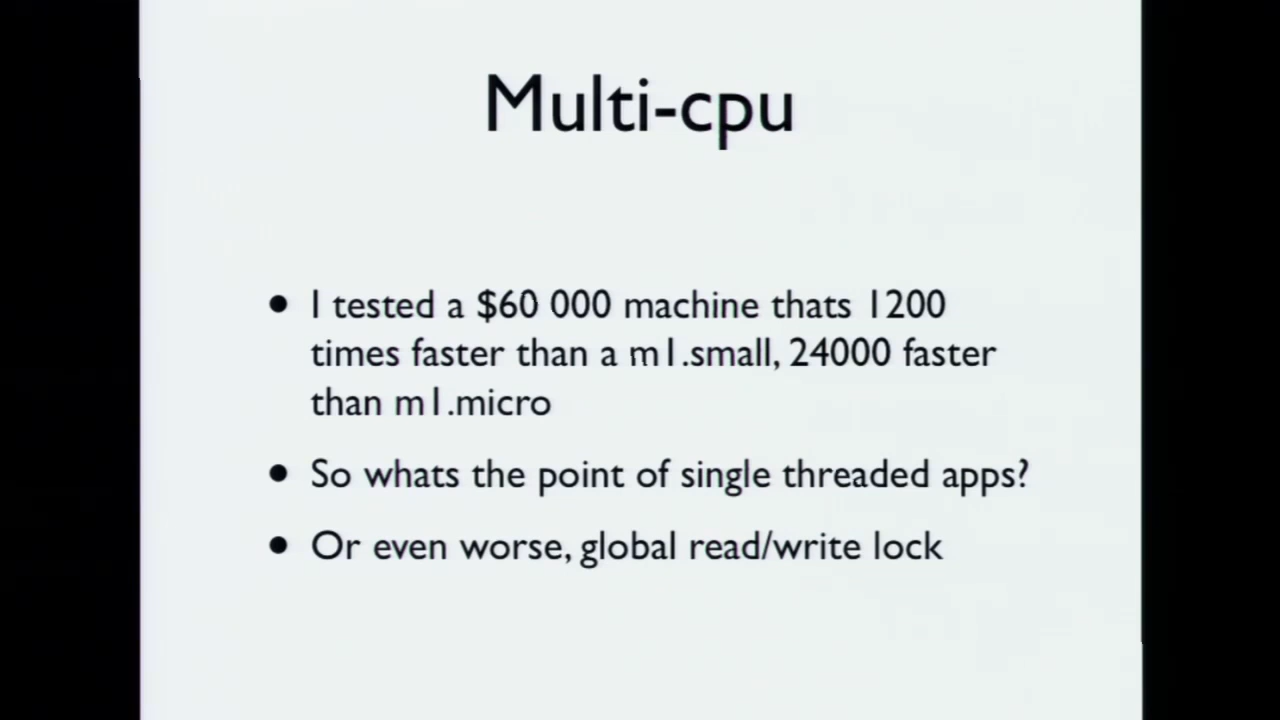 Multi-cpu
• I tested a $60 000 machine thats 1200
times faster than a m1.small, 24000 faster
than m1.micro
• So whats the point of single threaded apps?
• Or even worse, global read/write lock